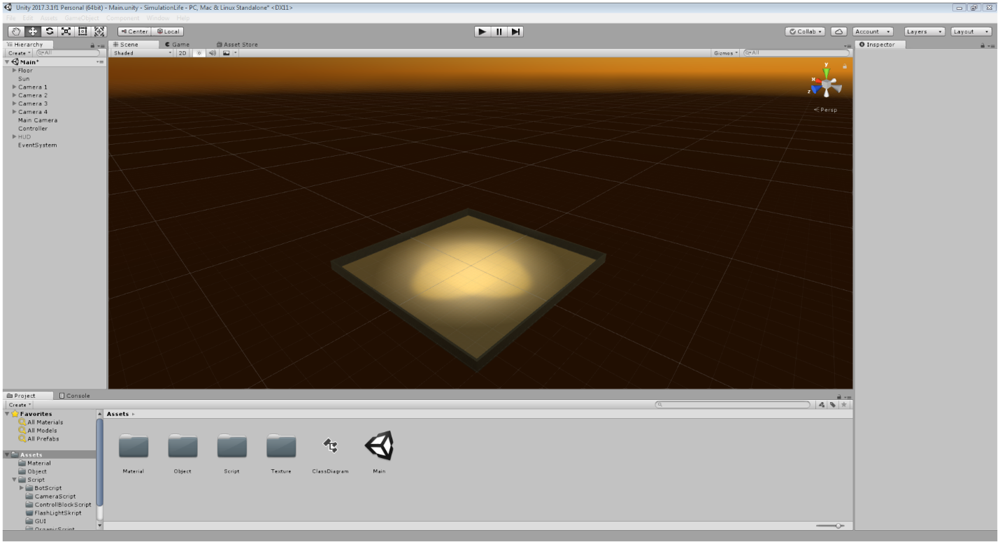 Unity 2017.3.1f1 Personal (64bit) - Main.unity - SimulationLife - PC, Mac & Linux Standalone* <DX11>
File Edit Assets GameObject Component Window Help
Center Local Collab Account Layers Layout
Hierarchy
Create All
Main*
Floor
Sun
Camera 1
Camera 2
Camera 3
Camera 4
Main Camera
Controller
HUD
EventSystem
Scene Game Asset Store
Shaded 2D Gizmos All
y
x
z
Persp
Inspector
Project Console
Create
Favorites
All Materials
All Models
All Prefabs
Assets
Material
Object
Script
BotScript
CameraScript
ControllBlockScript
FlashLightSkript
GUI
OrganicScript
Assets
Material Object Script Texture ClassDiagram Main